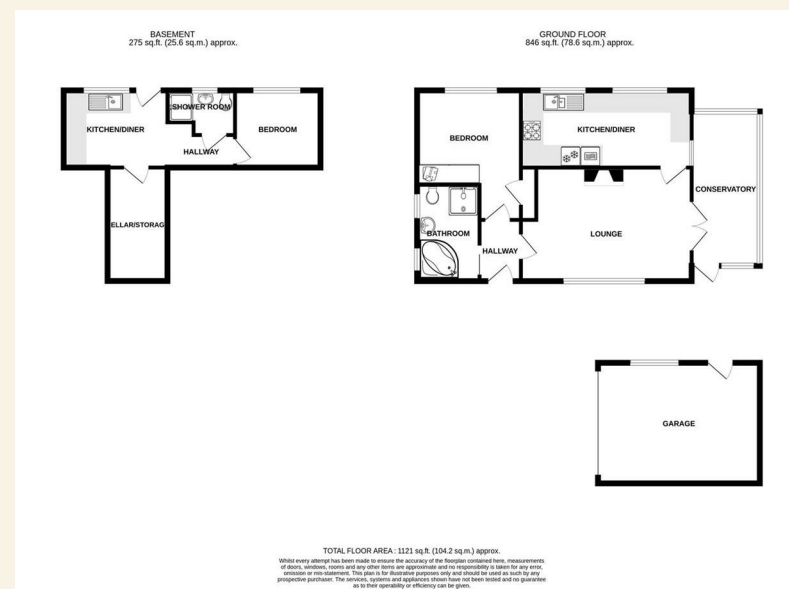 BASEMENT
275 sq.ft. (25.6 sq.m.) approx.
GROUND FLOOR
846 sq.ft. (78.6 sq.m.) approx.
SHOWER ROOM
KITCHEN/DINER
BEDROOM
HALLWAY
ELLAR/STORAG
KITCHEN/DINER
BEDROOM
CONSERVATORY
BATHROOM
LOUNGE
HALLWAY
GARAGE
TOTAL FLOOR AREA : 1121 sq.ft. (104.2 sq.m.) approx.
Whilst every attempt has been made to ensure the accuracy of the floorplan contained here, measurements
of doors, windows, rooms and any other items are approximate and no responsibility is taken for any error,
omission or mis-statement. This plan is for illustrative purposes only and should be used as such by any
prospective purchaser. The services, systems and appliances shown have not been tested and no guarantee
as to their operability or efficiency can be given.